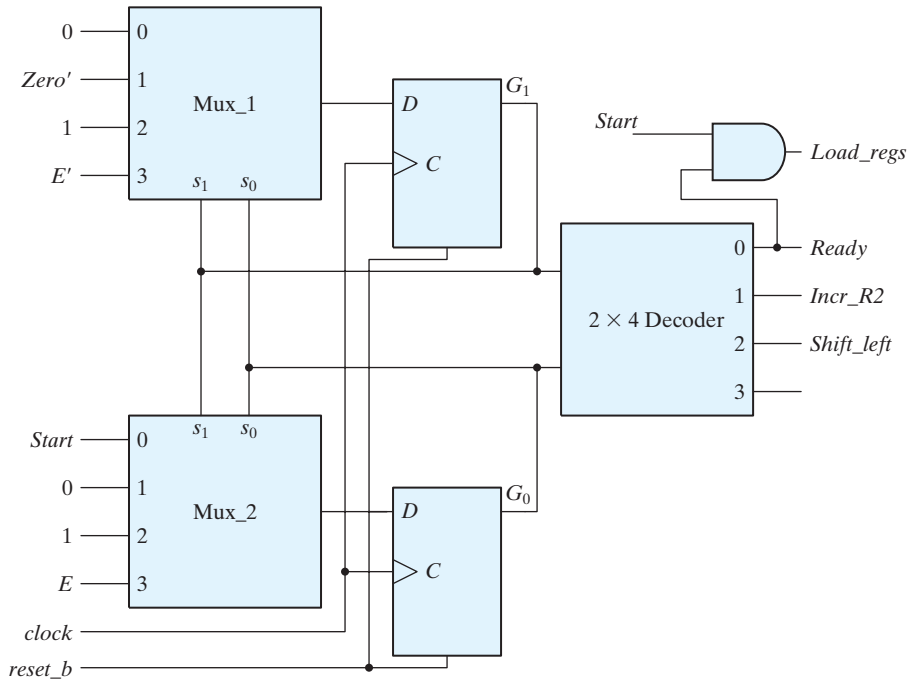 0 0
Zero′ 1
Mux_1
1 2
E′ 3
s₁ s₀
D G₁
C
Start
Load_regs
0 Ready
1 Incr_R2
2 × 4 Decoder
2 Shift_left
3
s₁ s₀
Start 0
0 1
Mux_2
1 2
E 3
D G₀
C
clock
reset_b